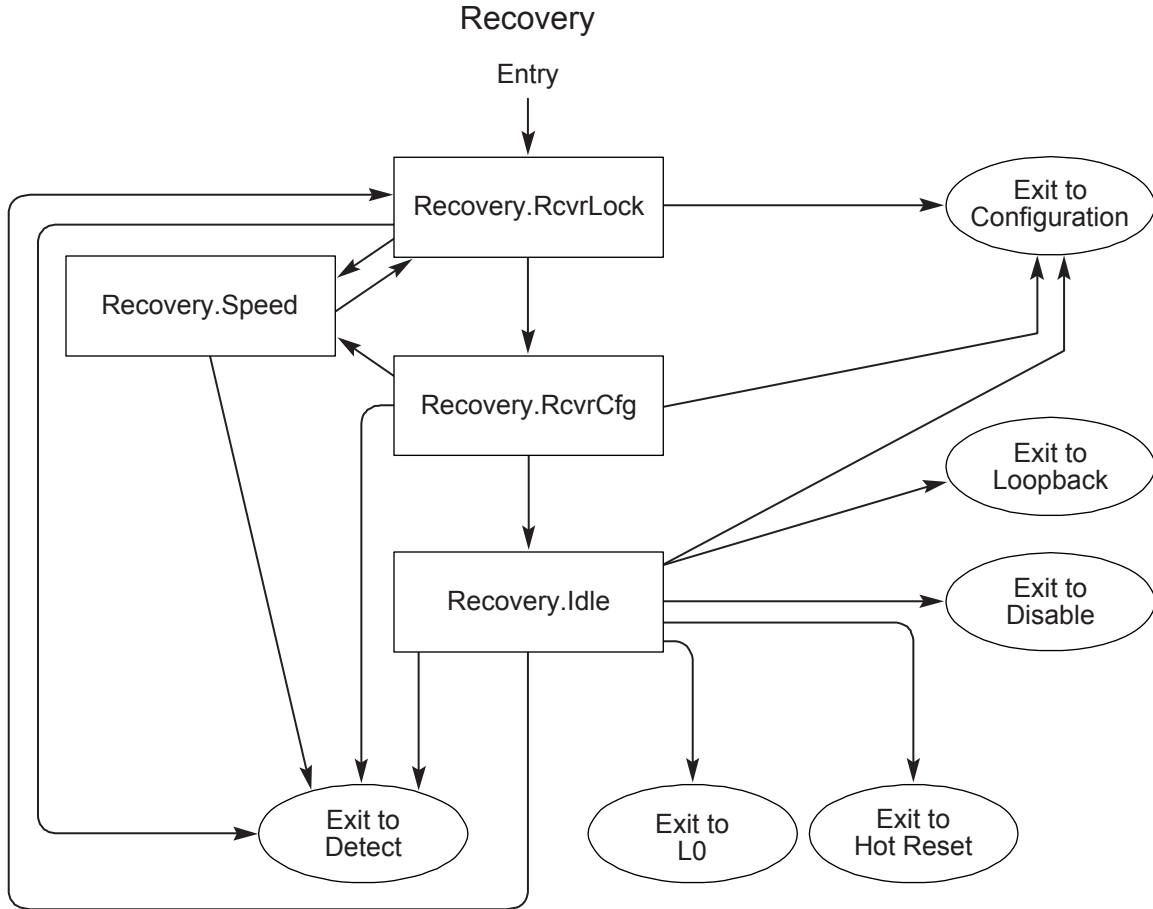 Recovery
Entry
Recovery.RcvrLock
Exit to
Configuration
Recovery.Speed
Recovery.RcvrCfg
Exit to
Loopback
Recovery.Idle
Exit to
Disable
Exit to
Detect
Exit to
L0
Exit to
Hot Reset